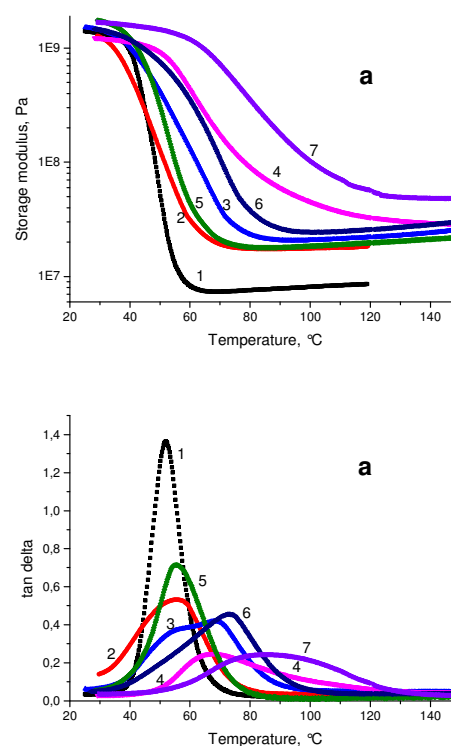 1E9
1E8
1E7
Storage modulus, Pa
a
7
4
6
3
5
2
1
20 40 60 80 100 120 140
Temperature, °C
1,4
1,2
1,0
0,8
0,6
0,4
0,2
0,0
tan delta
a
1
5
2
3
6
7
4
4
20 40 60 80 100 120 140
Temperature, °C